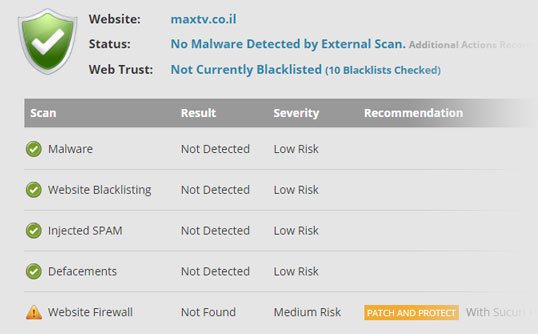 Website: maxtv.co.il
Status: No Malware Detected by External Scan. Additional Actions
Web Trust: Not Currently Blacklisted (10 Blacklists Checked)
Scan Result Severity Recommendation
Malware Not Detected Low Risk
Website Blacklisting Not Detected Low Risk
Injected SPAM Not Detected Low Risk
Defacements Not Detected Low Risk
Website Firewall Not Found Medium Risk PATCH AND PROTECT With Sucuri